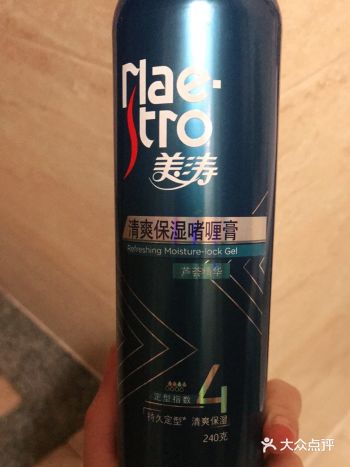 Mae-
stro
美涛
清爽保湿啫喱膏
Refreshing Moisture-lock Gel
芦荟精华
定型指数
4
持久定型* 清爽保湿
240克
大众点评